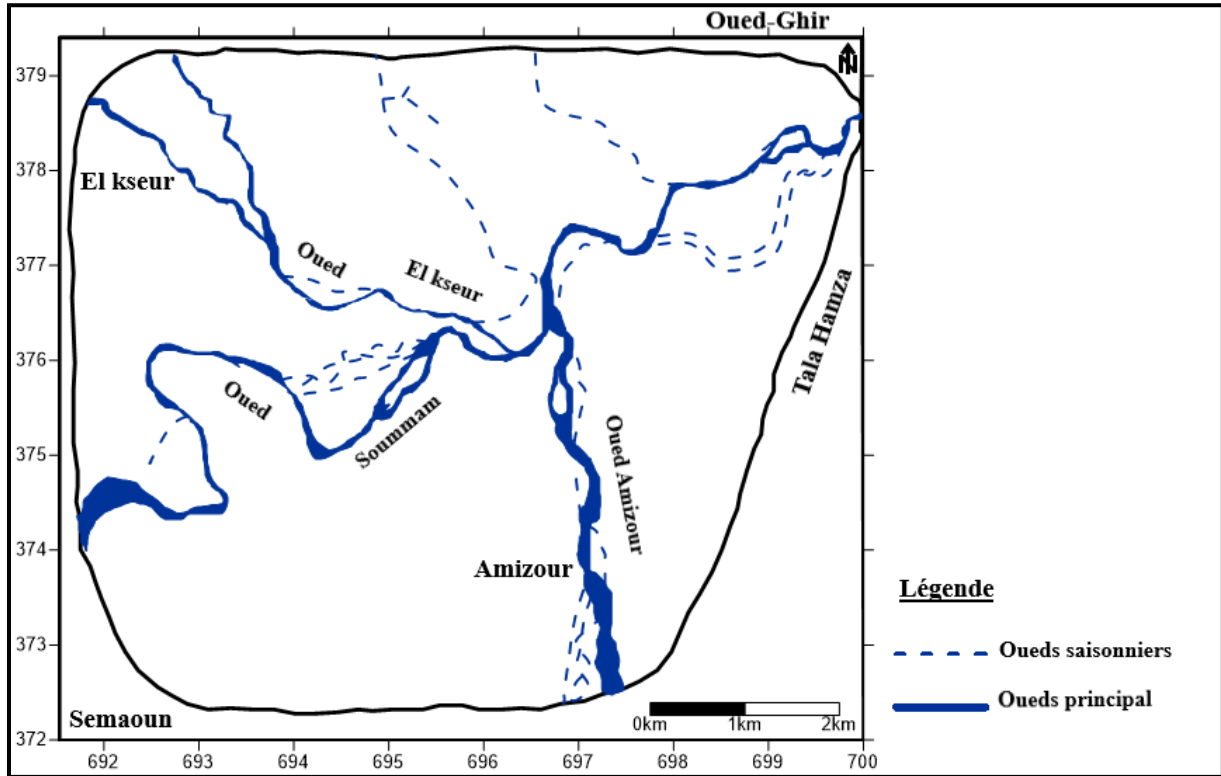 Oued-Ghir
N
379
378
377
376
375
374
373
372
El kseur
Oued
El kseur
Oued
Soummam
Tala Hamza
Oued Amizour
Amizour
Semaoun
0km 1km 2km
692 693 694 695 696 697 698 699 700
Légende
Oueds saisonniers
Oueds principal